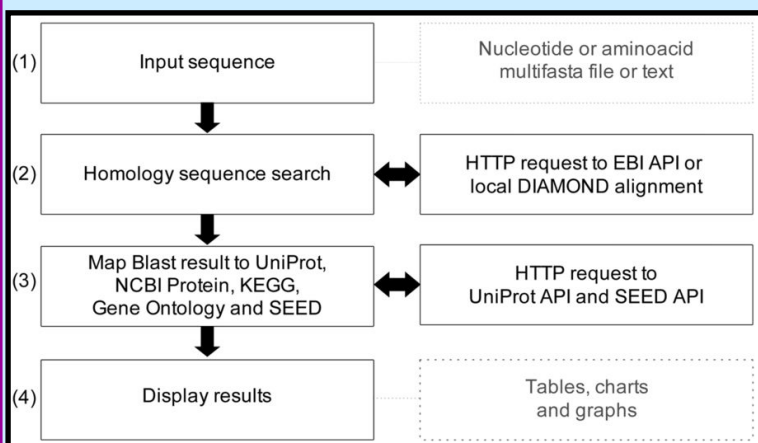 (1)
Input sequence
Nucleotide or aminoacid
multifasta file or text
(2)
Homology sequence search
HTTP request to EBI API or
local DIAMOND alignment
(3)
Map Blast result to UniProt,
NCBI Protein, KEGG,
Gene Ontology and SEED
HTTP request to
UniProt API and SEED API
(4)
Display results
Tables, charts
and graphs